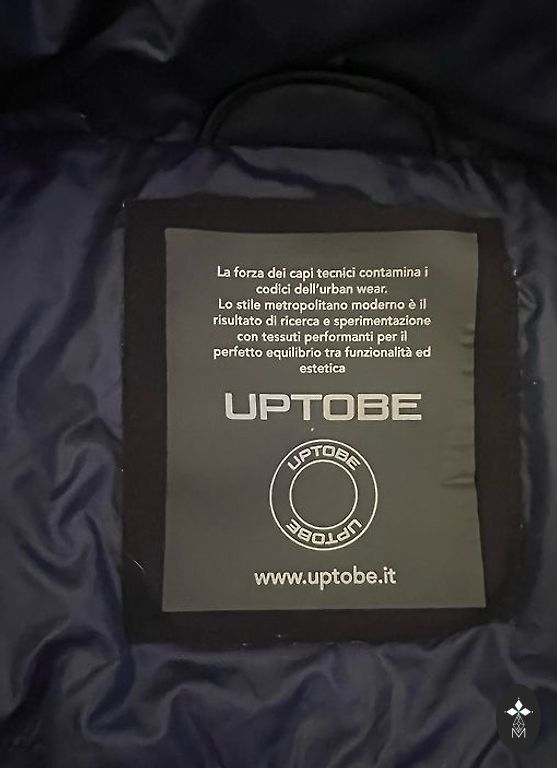 La forza dei capi tecnici contamina i
codici dell'urban wear.
Lo stile metropolitano moderno è il
risultato di ricerca e sperimentazione
con tessuti performanti per il
perfetto equilibrio tra funzionalità ed
estetica
UPTOBE
UPTOBE
UPTOBE
www.uptobe.it